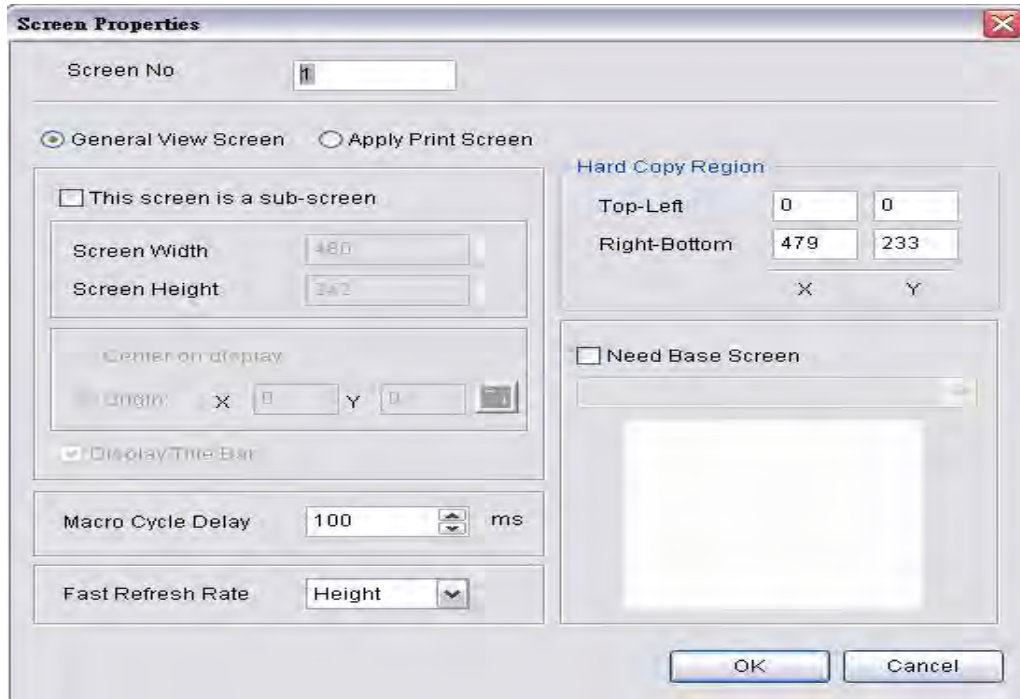 Screen Properties
Screen No 1
General View Screen Apply Print Screen
This screen is a sub-screen
Screen Width 480
Screen Height
Center on display
Origin: X 0 Y 0
Display Title Bar
Macro Cycle Delay 100 ms
Fast Refresh Rate Height
Hard Copy Region
Top-Left 0 0
Right-Bottom 479 233
X Y
Need Base Screen
OK Cancel